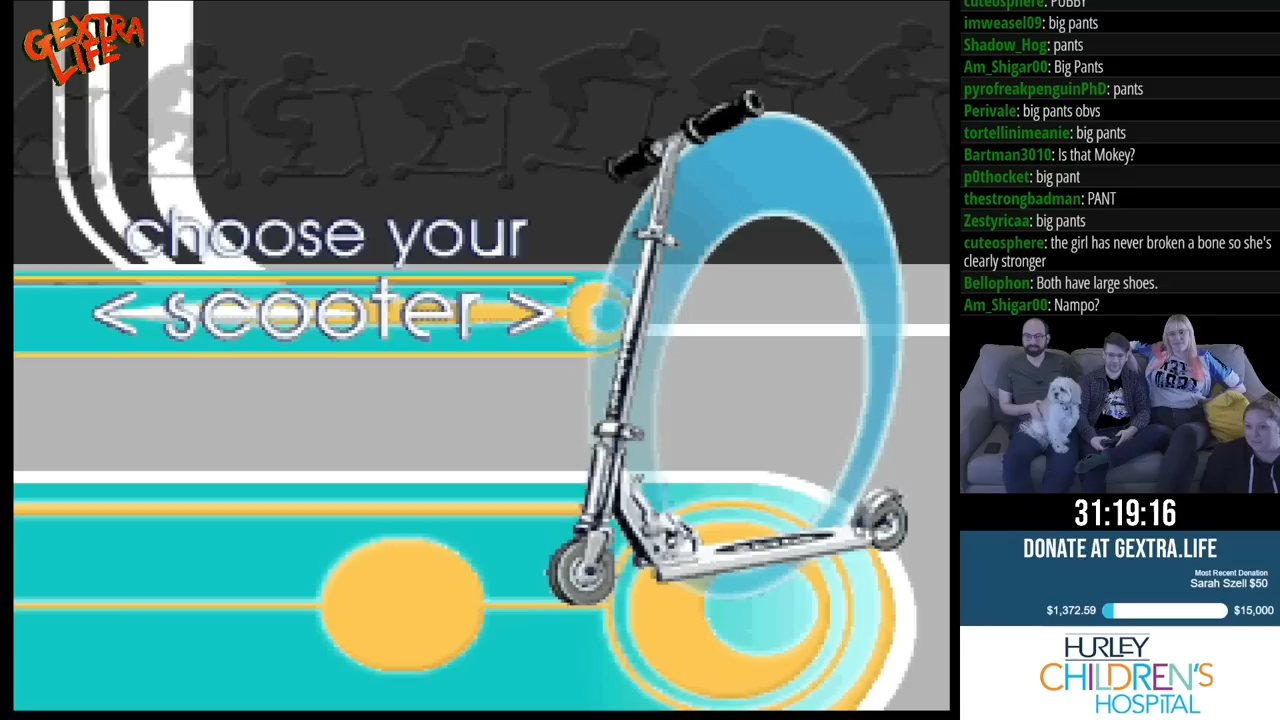 GEXTRA
LIFE
choose your
< scooter >
cuteosphere: PUBBY
imweasel09: big pants
Shadow_Hog: pants
Am_Shigar00: Big Pants
pyrofreakpenguinPhD: pants
Perivale: big pants obvs
tortellinimeanie: big pants
Bartman3010: Is that Mokey?
p0thocket: big pant
thestrongbadman: PANT
Zestyricaa: big pants
cuteosphere: the girl has never broken a bone so she's
clearly stronger
Bellophon: Both have large shoes.
Am_Shigar00: Nampo?
31:19:16
DONATE AT GEXTRA.LIFE
Most Recent Donation
Sarah Szell $50
$1,372.59 $15,000
HURLEY
CHILDREN'S
HOSPITAL